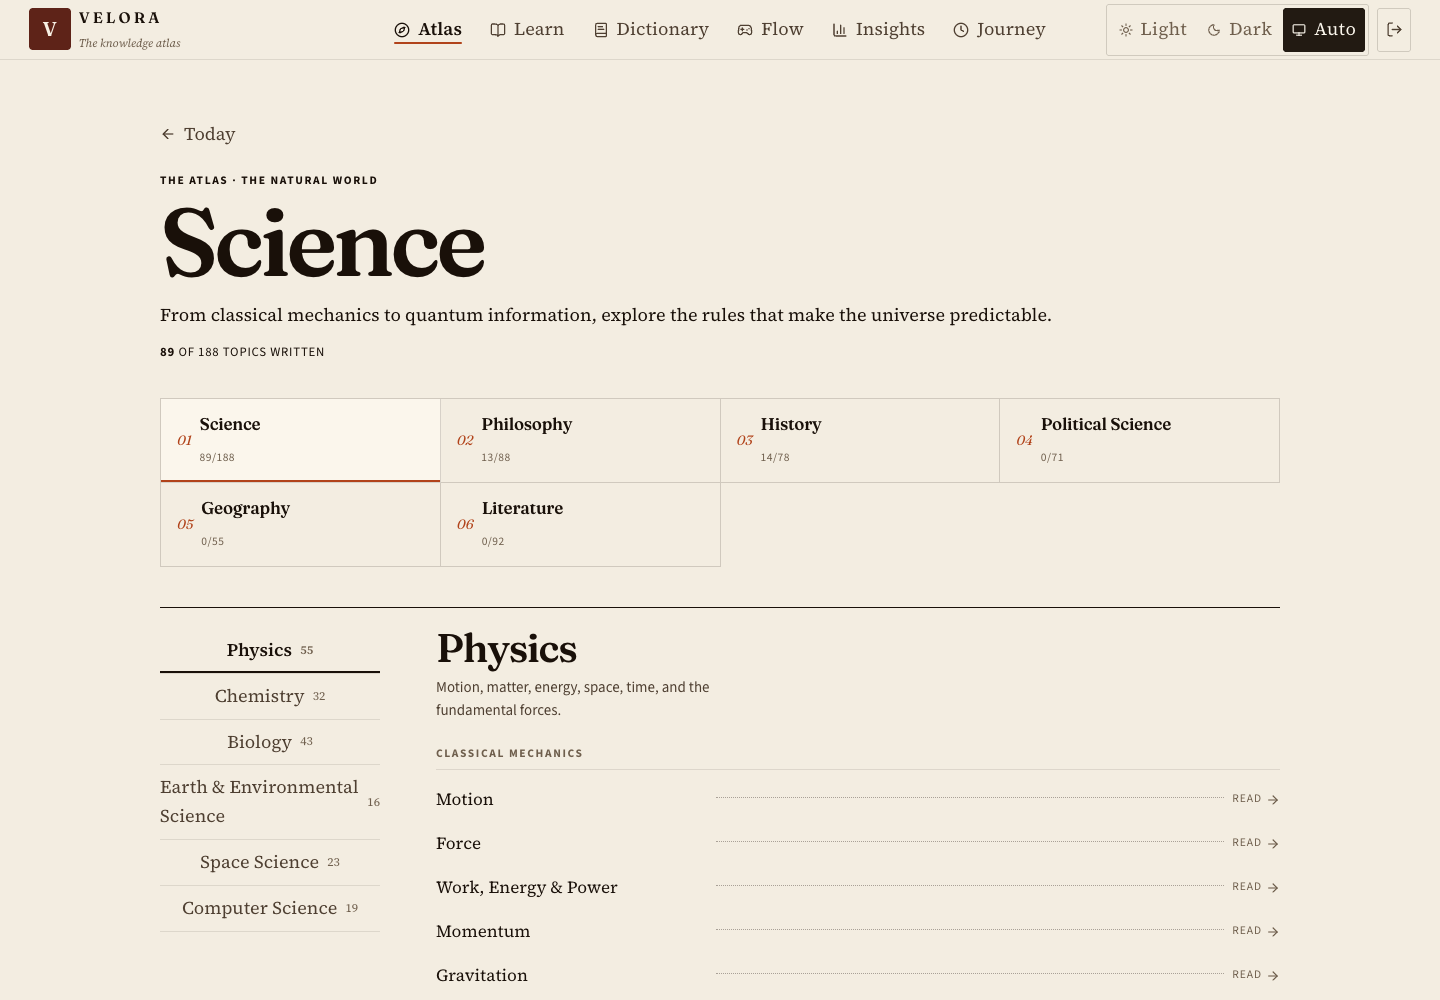 V
VELORA
The knowledge atlas
Atlas
Learn
Dictionary
Flow
Insights
Journey
Light
Dark
Auto
Today
THE ATLAS · THE NATURAL WORLD
Science
From classical mechanics to quantum information, explore the rules that make the universe predictable.
89 OF 188 TOPICS WRITTEN
01
Science
89/188
02
Philosophy
13/88
03
History
14/78
04
Political Science
0/71
05
Geography
0/55
06
Literature
0/92
Physics 55
Chemistry 32
Biology 43
Earth & Environmental
Science
16
Space Science 23
Computer Science 19
Physics
Motion, matter, energy, space, time, and the
fundamental forces.
CLASSICAL MECHANICS
Motion READ
Force READ
Work, Energy & Power READ
Momentum READ
Gravitation READ